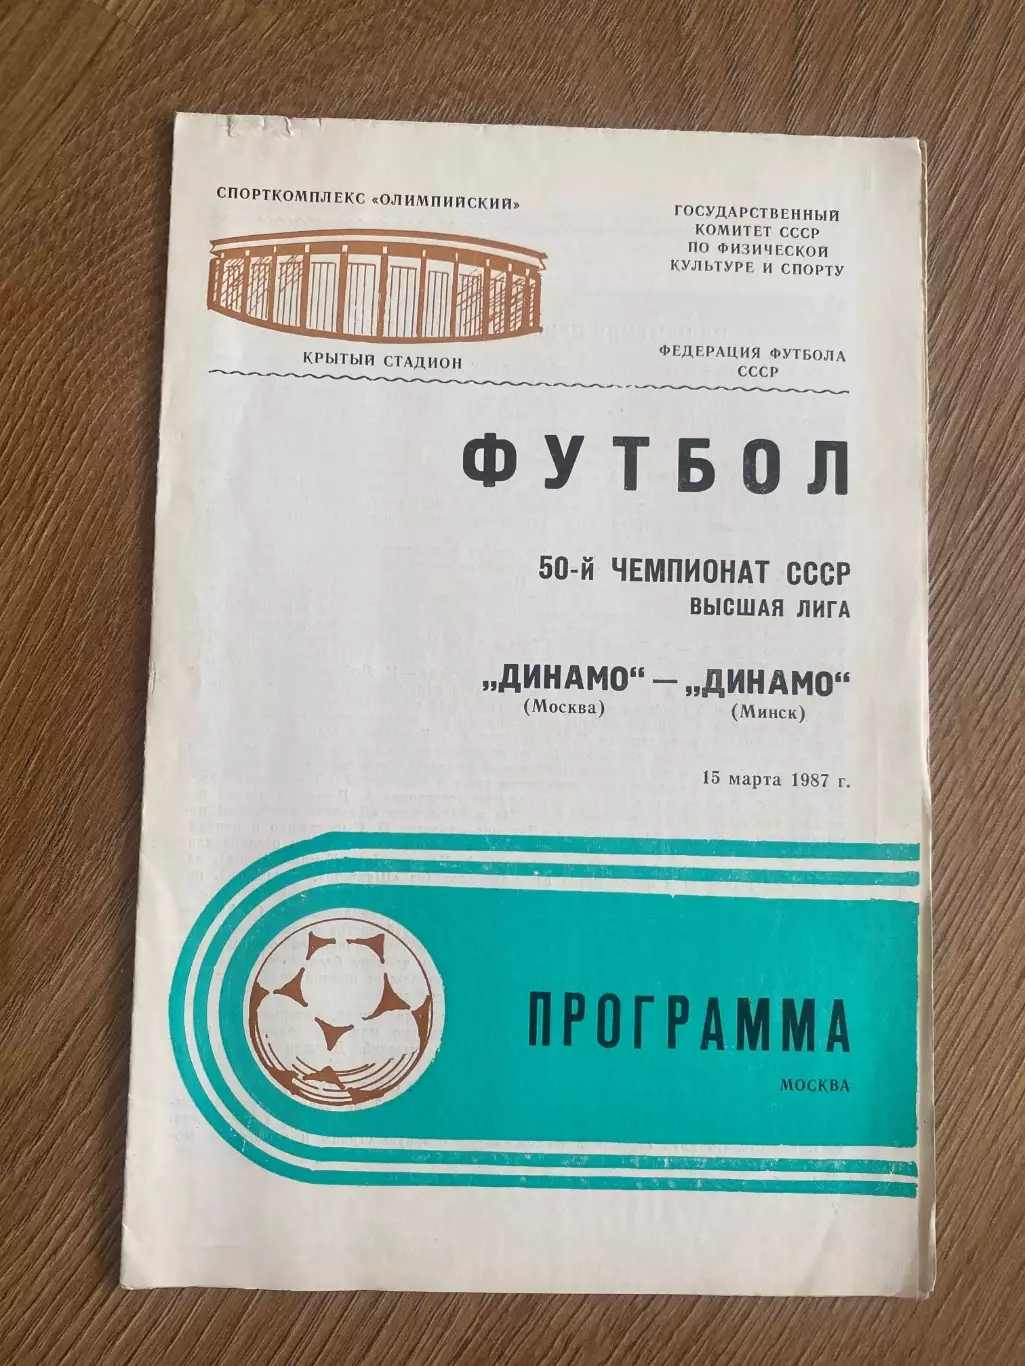 СПОРТКОМПЛЕКС «ОЛИМПИЙСКИЙ»
КРЫТЫЙ СТАДИОН
ГОСУДАРСТВЕННЫЙ
КОМИТЕТ СССР
ПО ФИЗИЧЕСКОЙ
КУЛЬТУРЕ И СПОРТУ
ФЕДЕРАЦИЯ ФУТБОЛА
СССР
ФУТБОЛ
50-й ЧЕМПИОНАТ СССР
ВЫСШАЯ ЛИГА
„ДИНАМО“ — „ДИНАМО“
(Москва) (Минск)
15 марта 1987 г.
ПРОГРАММА
МОСКВА